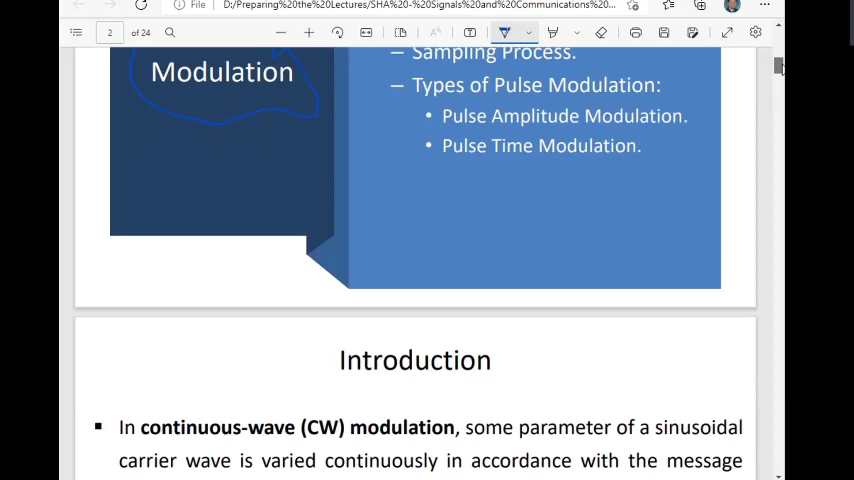 File
D:/Preparing%20the%20Lectures/SHA%20-%20Signals%20and%20Communications%20...
2 of 24
Modulation
– Sampling Process.
– Types of Pulse Modulation:
• Pulse Amplitude Modulation.
• Pulse Time Modulation.
Introduction
▪ In continuous-wave (CW) modulation, some parameter of a sinusoidal
carrier wave is varied continuously in accordance with the message